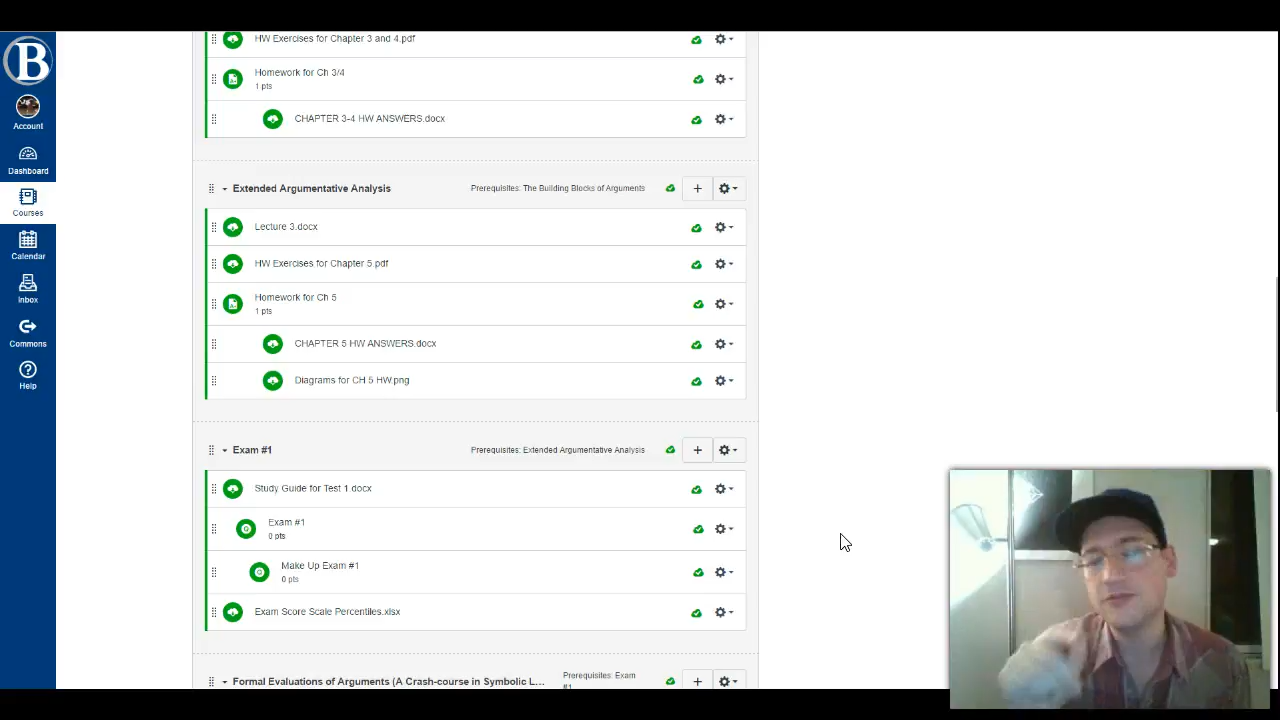 B
HW Exercises for Chapter 3 and 4.pdf
Homework for Ch 3/4
1 pts
CHAPTER 3-4 HW ANSWERS.docx
Account
Dashboard
Courses
Calendar
Inbox
Commons
Help
Extended Argumentative Analysis
Prerequisites: The Building Blocks of Arguments
Lecture 3.docx
HW Exercises for Chapter 5.pdf
Homework for Ch 5
1 pts
CHAPTER 5 HW ANSWERS.docx
Diagrams for CH 5 HW.png
Exam #1
Prerequisites: Extended Argumentative Analysis
Study Guide for Test 1.docx
Exam #1
0 pts
Make Up Exam #1
0 pts
Exam Score Scale Percentiles.xlsx
Formal Evaluations of Arguments (A Crash-course in Symbolic L...
Prerequisites: Exam
#1